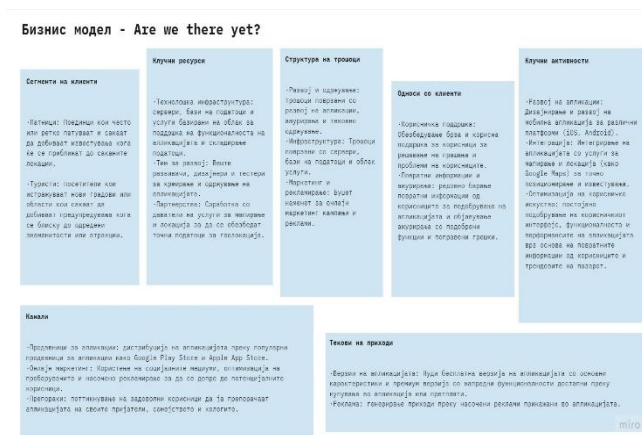 Бизнис модел - Are we there yet?
Сегменти на клиенти
-Патници: Поединци кои често
или ретко патуваат и сакаат
да добиваат известувања кога
ќе се приближат до саканите
локации.
-Туристи: посетители кои
истражуваат нови градови или
области кои сакаат да
добиваат предупредувања кога
се блиску до одредени
знаменитости или атракции.
Клучни ресурси
-Технолошка инфраструктура:
сервери, бази на податоци и
услуги базирани на облак за
поддршка на функционалноста на
апликацијата и складирање
податоци.
-Тим за развој: Вешти
развивачи, дизајнери и тестери
за креирање и одржување на
апликацијата.
-Партнерства: Соработка со
даватели на услуги за мапирање
и локација за да се обезбедат
точни податоци за геолокација.
Структура на трошоци
-Развој и одржување:
трошоци поврзани со
развој на апликации,
ажурирања и тековно
одржување.
-Инфраструктура: Трошоци
поврзани со сервери,
бази на податоци и облак
услуги.
-Маркетинг и
рекламирање: Буџет
наменет за онлајн
маркетинг кампањи и
реклами.
Односи со клиенти
-Корисничка поддршка:
Обезбедување брза и корисна
поддршка за корисници за
решавање на прашања и
проблеми на корисниците.
-Повратни информации и
ажурирања: редовно барање
повратни информации од
корисниците за подобрување на
апликацијата и објавување
ажурирања со подобрени
функции и поправени грешки.
Клучни активности
-Развој на апликации:
Дизајнирање и развој на
мобилна апликација за различни
платформи (iOS, Android).
-Интеграција: Интегрирање на
апликацијата со услуги за
мапирање и локација (како
Google Maps) за точно
позиционирање и известување.
-Оптимизација на корисничко
искуство: постојано
подобрување на корисничкиот
интерфејс, функционалноста и
перформансите на апликацијата
врз основа на повратните
информации од корисниците и
трендовите на пазарот.
Канали
-Продавници за апликации: дистрибуција на апликацијата преку популарни
продавници за апликации како Google Play Store и Apple App Store.
-Онлајн маркетинг: Користење на социјалните медиуми, оптимизација на
пребарувачите и насочено рекламирање за да се допре до потенцијалните
корисници.
-Препораки: поттикнување на задоволни корисници да ја препорачаат
апликацијата на своите пријатели, семејството и колегите.
Текови на приходи
-Верзии на апликацијата: Нуди бесплатна верзија на апликацијата со основни
карактеристики и премиум верзија со напредни функционалности достапни преку
купување во апликација или претплата.
-Реклама: генерирање приходи преку насочени реклами прикажани во апликацијата.
miro